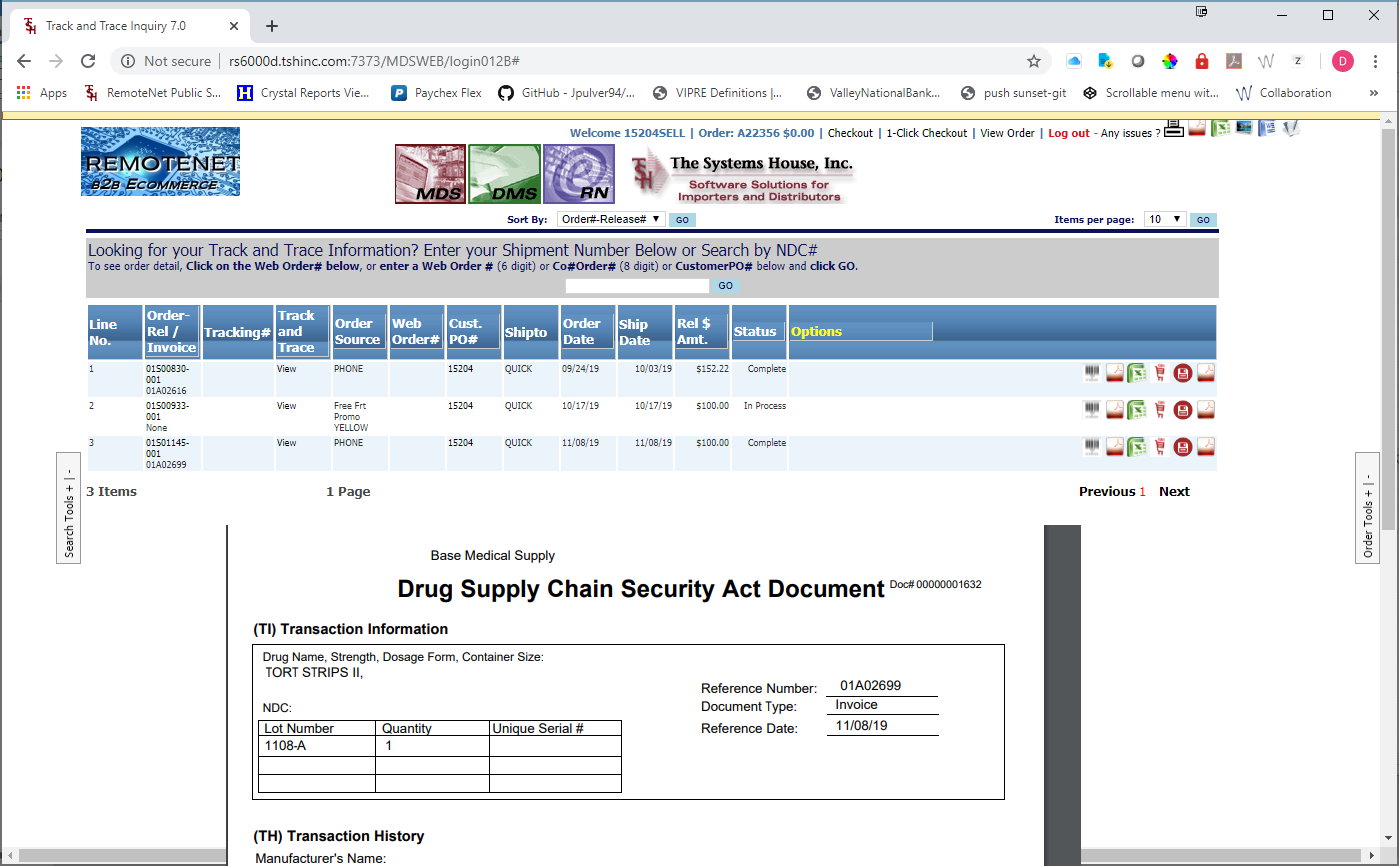 Track and Trace Inquiry 7.0
Not secure | rs6000d.tshinc.com:7373/MDSWEB/login012B#
Apps RemoteNet Public S... Crystal Reports Vie... Paychex Flex GitHub - Jpulver94/... VIPRE Definitions |... ValleyNationalBank... push sunset-git Scrollable menu wit... Collaboration »
Welcome 15204SELL | Order: A22356 $0.00 | Checkout | 1-Click Checkout | View Order | Log out - Any issues ?
REMOTENET
B2B ECOMMERCE
MDS DMS RN
The Systems House, Inc.
Software Solutions for
Importers and Distributors
Sort By: Order#-Release# GO Items per page: 10 GO
Looking for your Track and Trace Information? Enter your Shipment Number Below or Search by NDC#
To see order detail, Click on the Web Order# below, or enter a Web Order # (6 digit) or Co#Order# (8 digit) or CustomerPO# below and click GO.
GO
Line No. Order-Rel / Invoice Tracking# Track and Trace Order Source Web Order# Cust. PO# Shipto Order Date Ship Date Rel $ Amt. Status Options
1 01S00830-001 01A02616 View PHONE 15204 QUICK 09/24/19 10/03/19 $152.22 Complete
2 01S00933-001 None View Free Frt Promo YELLOW 15204 QUICK 10/17/19 10/17/19 $100.00 In Process
3 01S01145-001 01A02699 View PHONE 15204 QUICK 11/08/19 11/08/19 $100.00 Complete
3 Items 1 Page Previous 1 Next
Search Tools + | -
Order Tools + | -
Base Medical Supply
Drug Supply Chain Security Act Document Doc# 00000001632
(TI) Transaction Information
Drug Name, Strength, Dosage Form, Container Size:
TORT STRIPS II,
Reference Number: 01A02699
Document Type: Invoice
Reference Date: 11/08/19
NDC:
Lot Number Quantity Unique Serial #
1108-A 1
(TH) Transaction History
Manufacturer's Name: